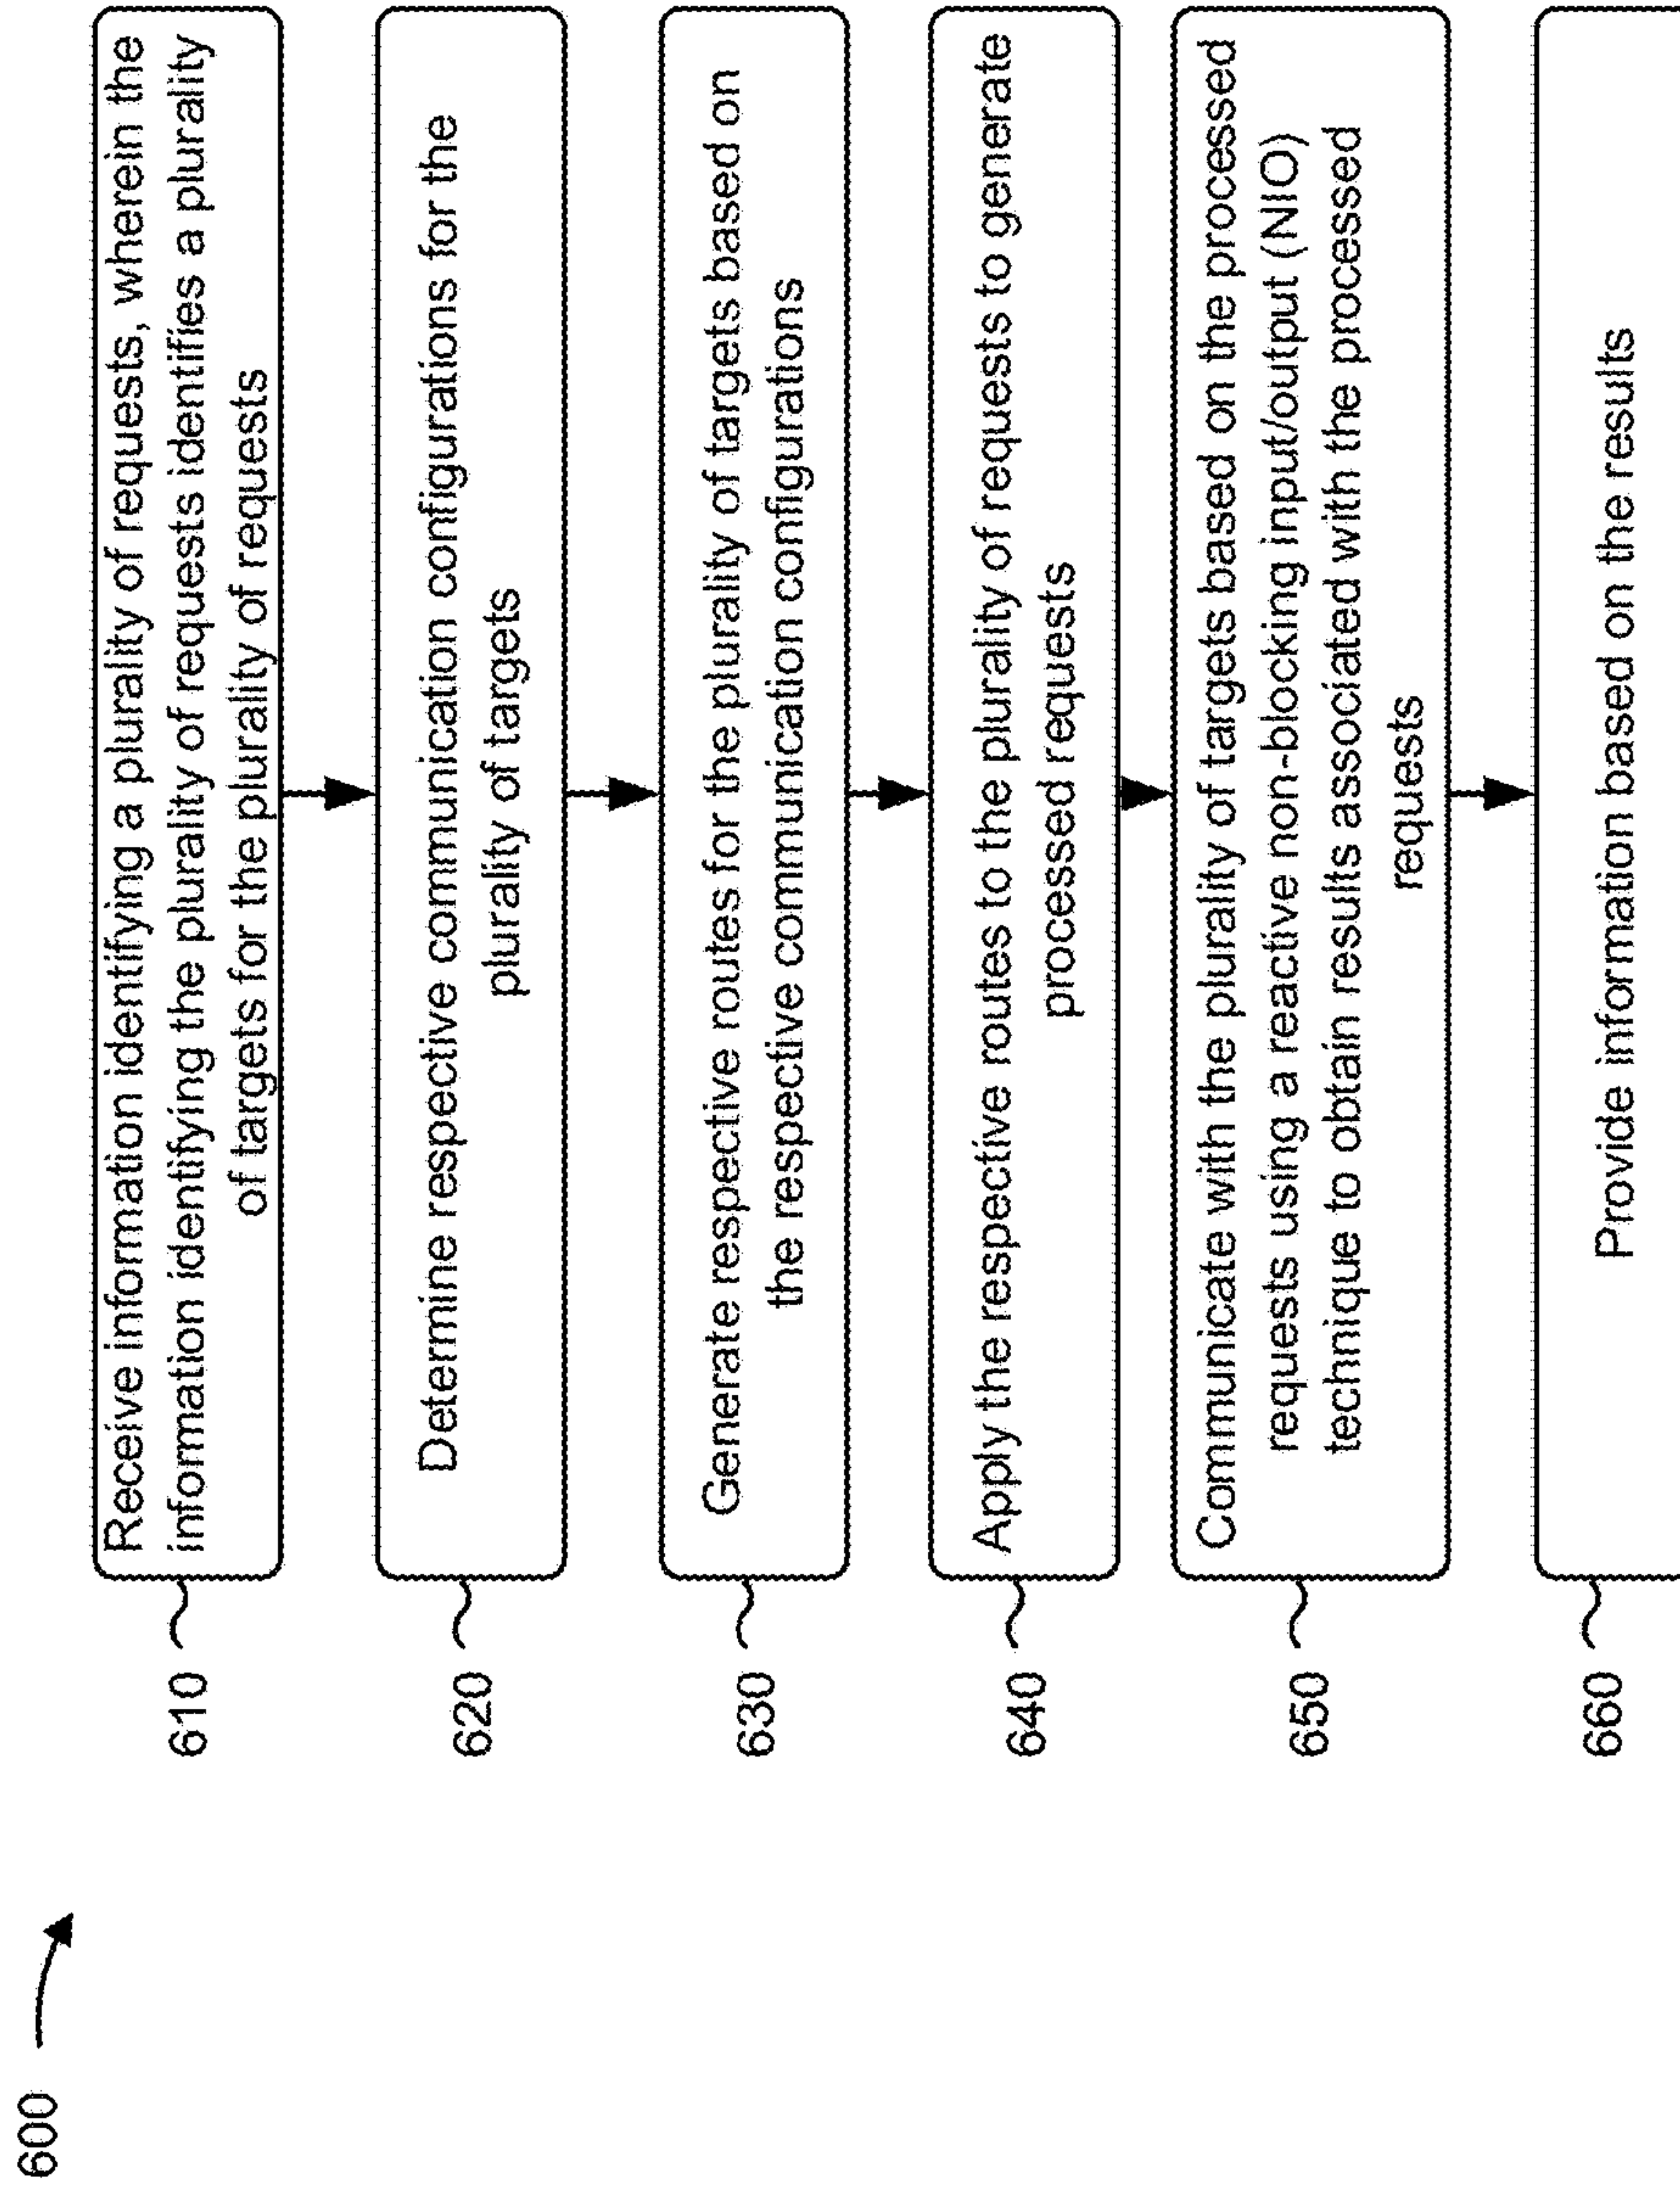 600
610
Receive information identifying a plurality of requests, wherein the
information identifying the plurality of requests identifies a plurality
of targets for the plurality of requests
620
Determine respective communication configurations for the
plurality of targets
630
Generate respective routes for the plurality of targets based on
the respective communication configurations
640
Apply the respective routes to the plurality of requests to generate
processed requests
650
Communicate with the plurality of targets based on the processed
requests using a reactive non-blocking input/output (NIO)
technique to obtain results associated with the processed
requests
660
Provide information based on the results